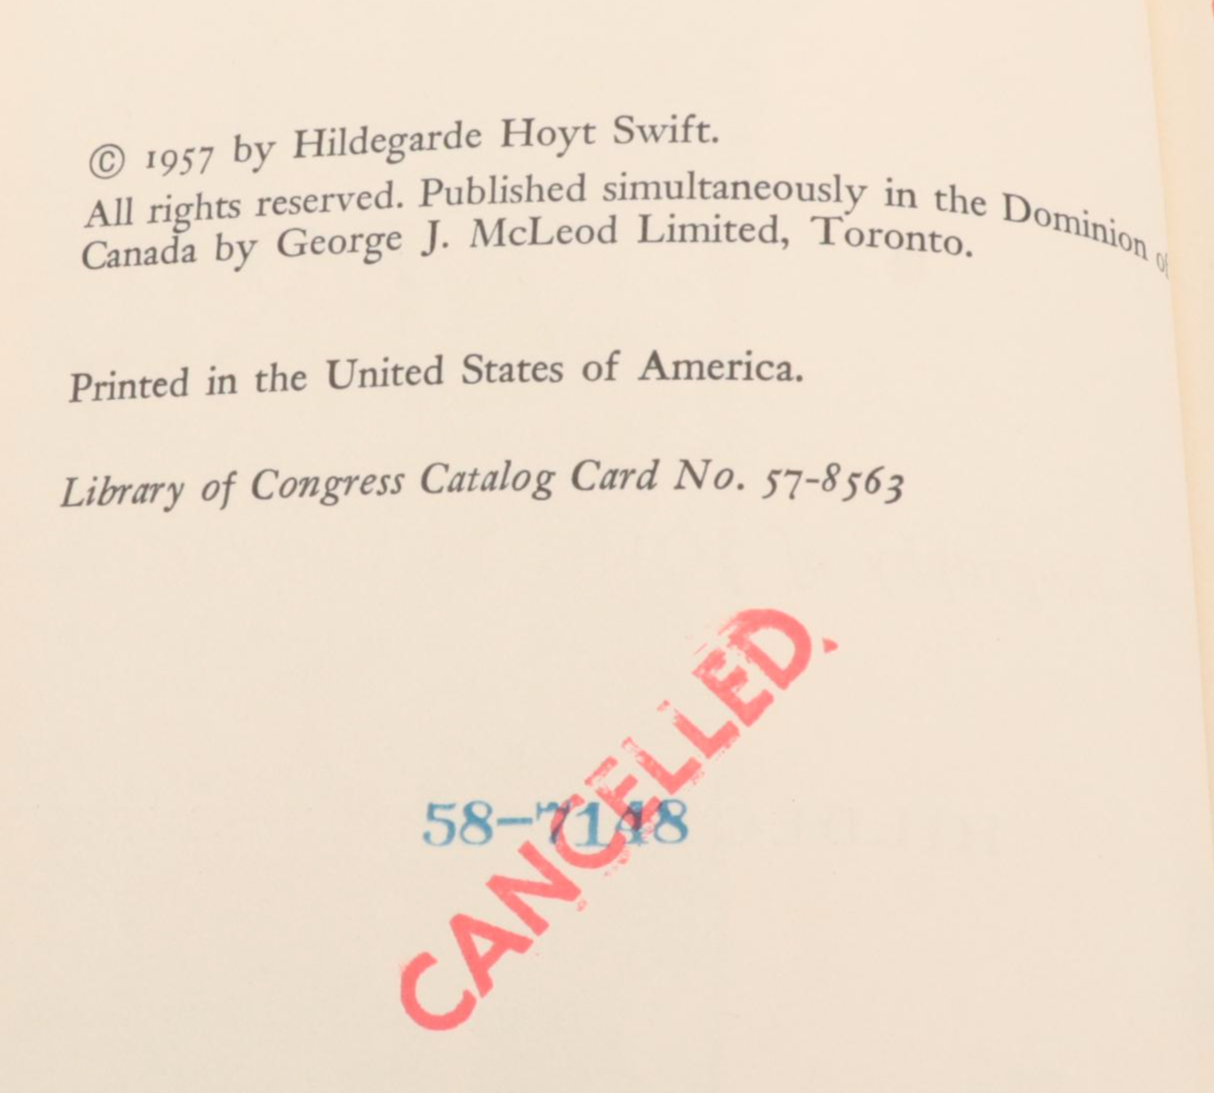 © 1957 by Hildegarde Hoyt Swift.
All rights reserved. Published simultaneously in the Dominion of
Canada by George J. McLeod Limited, Toronto.
Printed in the United States of America.
Library of Congress Catalog Card No. 57-8563
58-7148
CANCELLED